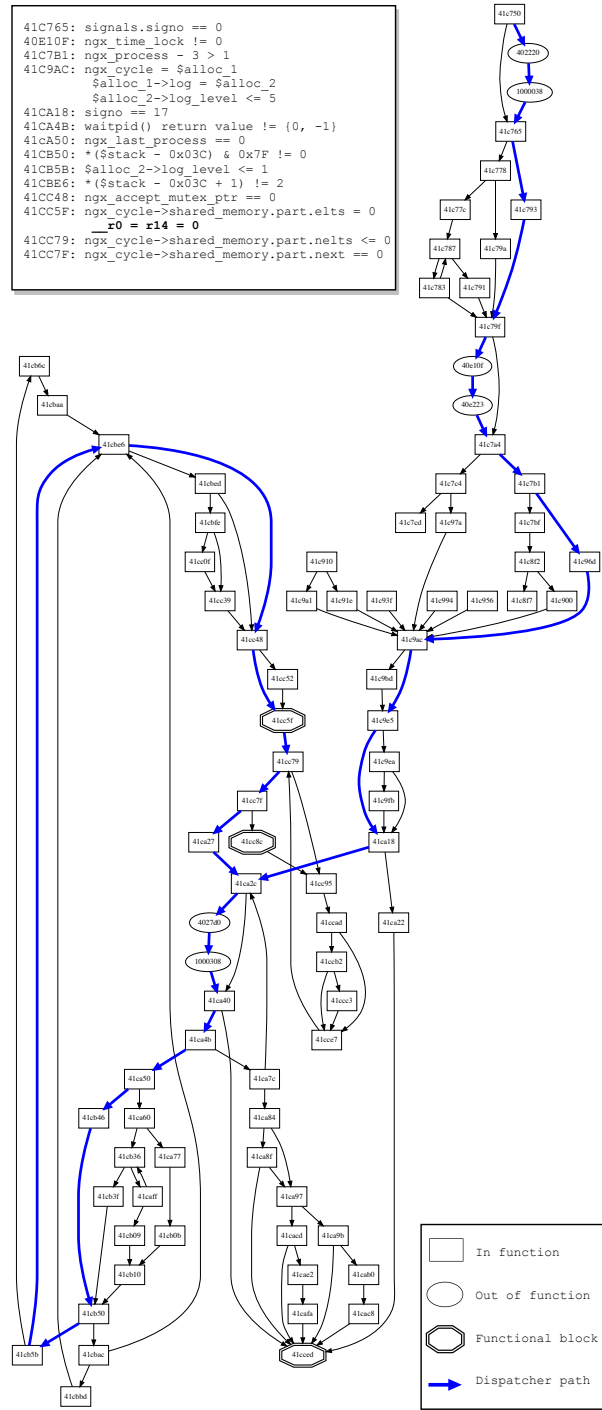 41C765: signals.signo == 0
40E10F: ngx_time_lock != 0
41C7B1: ngx_process - 3 > 1
41C9AC: ngx_cycle = $alloc_1
$alloc_1->log = $alloc_2
$alloc_2->log_level <= 5
41CA18: signo == 17
41CA4B: waitpid() return value != {0, -1}
41cA50: ngx_last_process == 0
41CB50: *($stack - 0x03C) & 0x7F != 0
41CB5B: $alloc_2->log_level <= 1
41CBE6: *($stack - 0x03C + 1) != 2
41CC48: ngx_accept_mutex_ptr == 0
41CC5F: ngx_cycle->shared_memory.part.elts = 0
__r0 = r14 = 0
41CC79: ngx_cycle->shared_memory.part.nelts <= 0
41CC7F: ngx_cycle->shared_memory.part.next == 0
41c750
402220
1000038
41c765
41c778
41c77c
41c793
41c787
41c79a
41c783
41c791
41c79f
40e10f
40e223
41c7a4
41c7c4
41c7b1
41c7cd
41c97a
41c7bf
41c8f2
41c96d
41c910
41c9a1
41c91e
41c93f
41c994
41c956
41c8f7
41c900
41c9ac
41c9bd
41c9e5
41c9ea
41c9fb
41ca18
41ca22
41cb6c
41cbaa
41cbe6
41cbed
41cbfe
41cc0f
41cc39
41cc48
41cc52
41cc5f
41cc79
41cc7f
41ca27
41cc8c
41ca2c
41cc95
4027d0
41ccad
1000308
41ccb2
41ca40
41ccc3
41ca4b
41cce7
41ca50
41ca7c
41cb46
41ca60
41ca84
41cb36
41ca77
41ca8f
41cb3f
41caff
41ca97
41cb09
41cb0b
41cacd
41ca9b
41cb10
41cae2
41cab0
41cb50
41cafa
41cac8
41cb5b
41cbac
41cced
41cbbd
In function
Out of function
Functional block
Dispatcher path